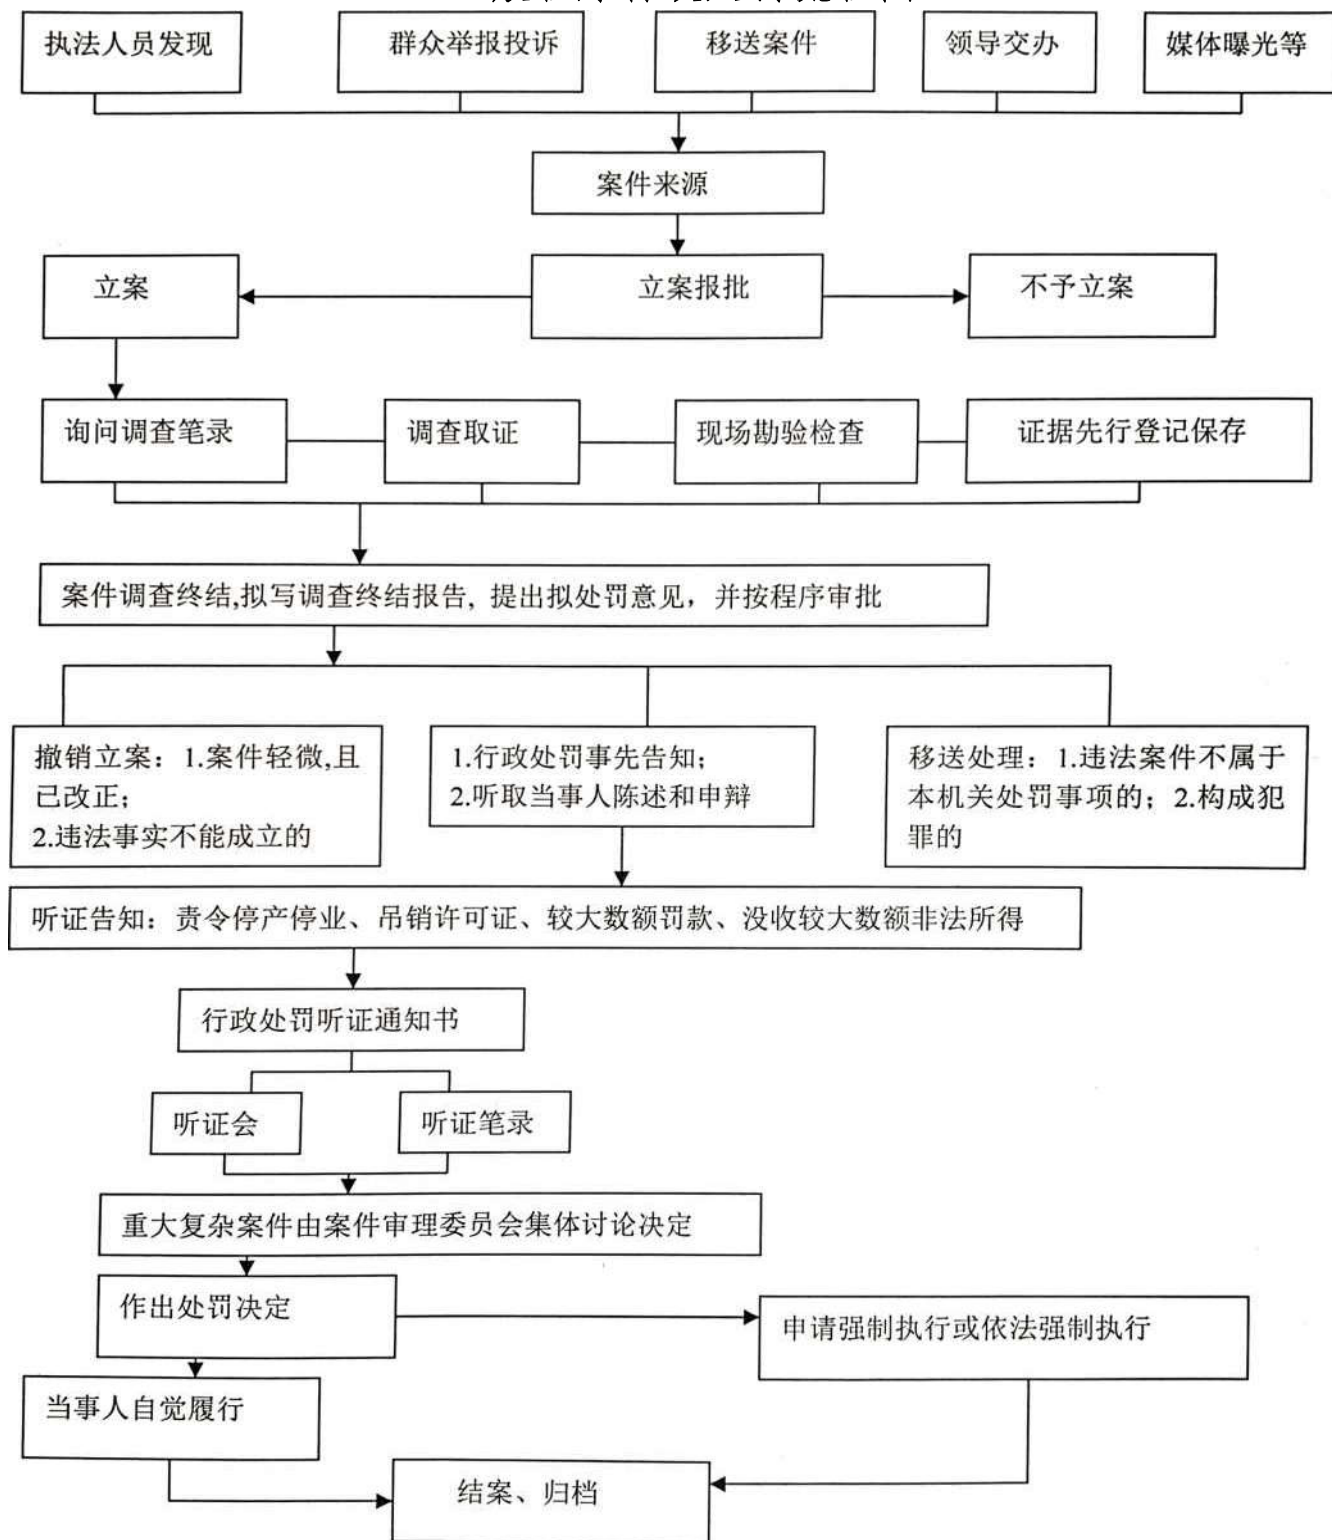 执法人员发现
群众举报投诉
移送案件
领导交办
媒体曝光等
案件来源
立案
立案报批
不予立案
询问调查笔录
调查取证
现场勘验检查
证据先行登记保存
案件调查终结,拟写调查终结报告, 提出拟处罚意见，并按程序审批
撤销立案：1.案件轻微,且
已改正；
2.违法事实不能成立的
1.行政处罚事先告知；
2.听取当事人陈述和申辩
移送处理：1.违法案件不属于
本机关处罚事项的；2.构成犯
罪的
听证告知：责令停产停业、吊销许可证、较大数额罚款、没收较大数额非法所得
行政处罚听证通知书
听证会
听证笔录
重大复杂案件由案件审理委员会集体讨论决定
作出处罚决定
申请强制执行或依法强制执行
当事人自觉履行
结案、归档